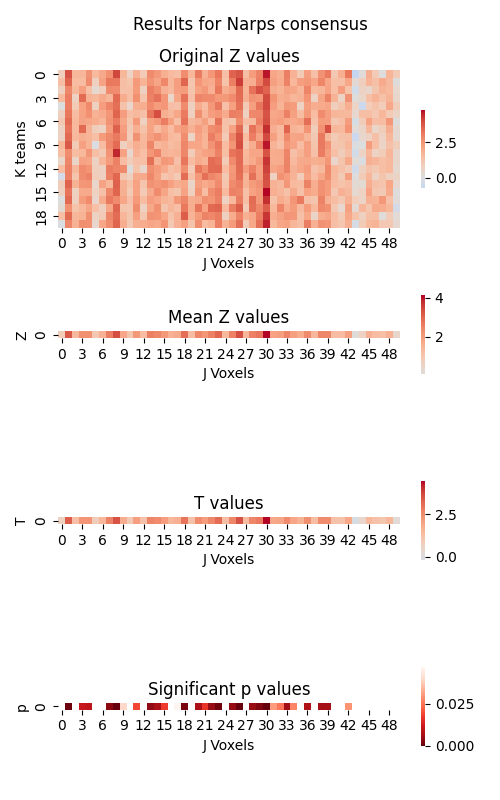 Results for Narps consensus
Original Z values
K teams
0
3
6
9
12
15
18
2.5
0.0
0 3 6 9 12 15 18 21 24 27 30 33 36 39 42 45 48
J Voxels
Mean Z values
Z
0
4
2
0 3 6 9 12 15 18 21 24 27 30 33 36 39 42 45 48
J Voxels
T values
T
0
2.5
0.0
0 3 6 9 12 15 18 21 24 27 30 33 36 39 42 45 48
J Voxels
Significant p values
p
0
0.025
0.000
0 3 6 9 12 15 18 21 24 27 30 33 36 39 42 45 48
J Voxels